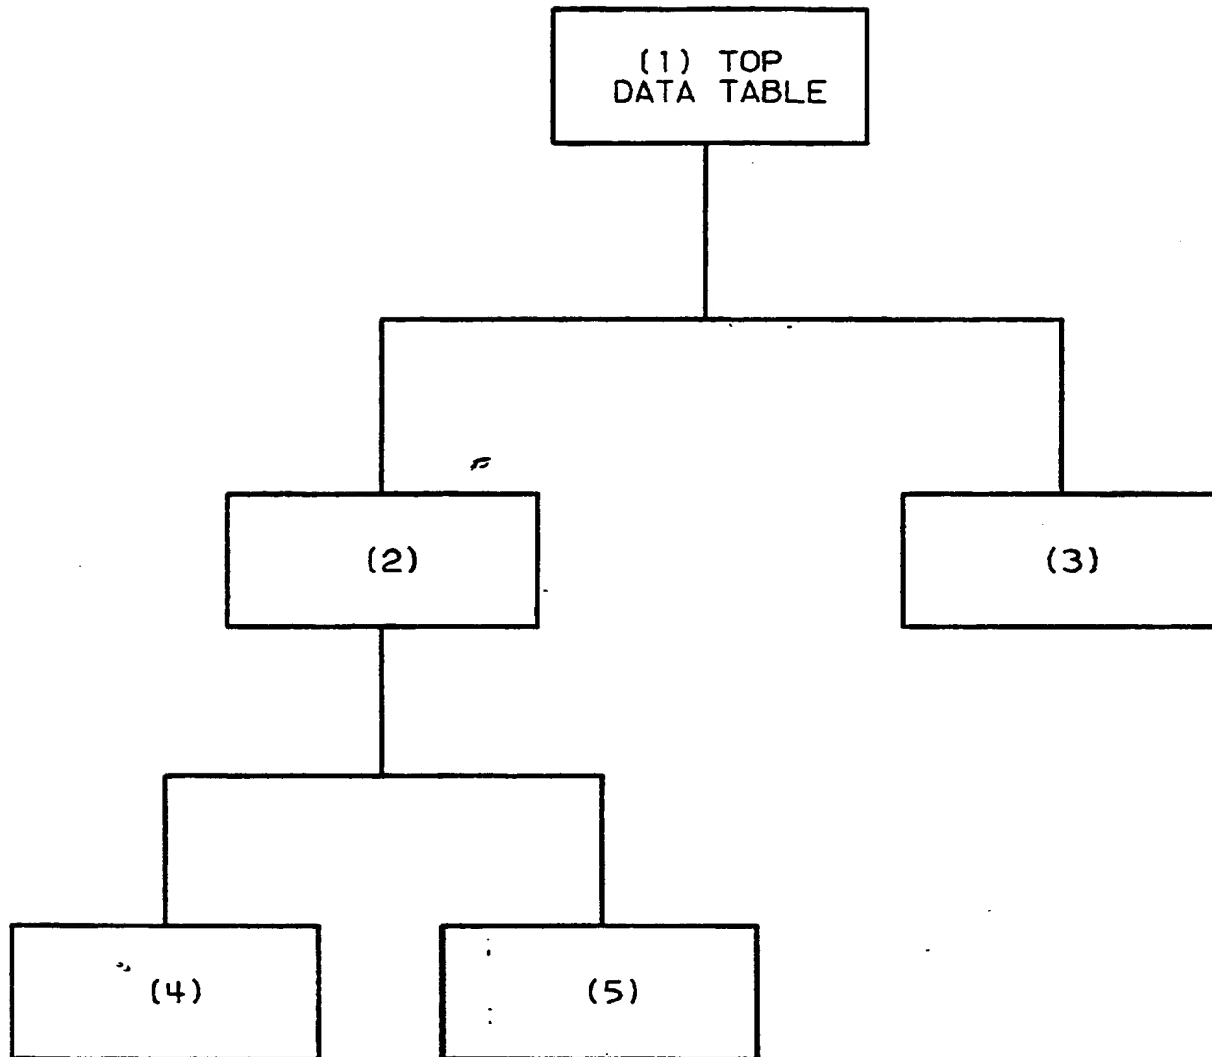 (1) TOP
DATA TABLE
(2)
(3)
(4)
(5)